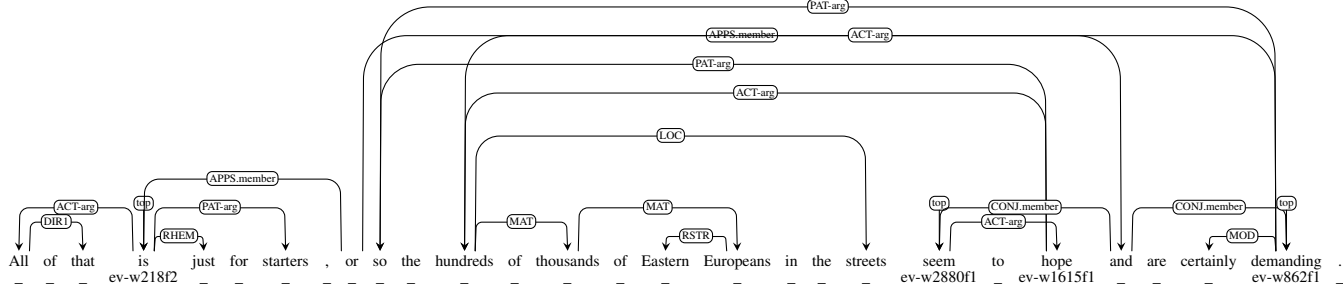 PAT-arg
APPS.member ACT-arg
PAT-arg
ACT-arg
LOC
APPS.member
ACT-arg top PAT-arg MAT top CONJ.member CONJ.member top
DIR1 MAT ACT-arg
RHEM RSTR MOD
All of that is just for starters , or so the hundreds of thousands of Eastern Europeans in the streets seem to hope and are certainly demanding .
ev-w218f2 ev-w2880f1 ev-w1615f1 ev-w862f1
_ _ _ _ _ _ _ _ _ _ _ _ _ _ _ _ _ _ _ _ _ _ _ _ _ _